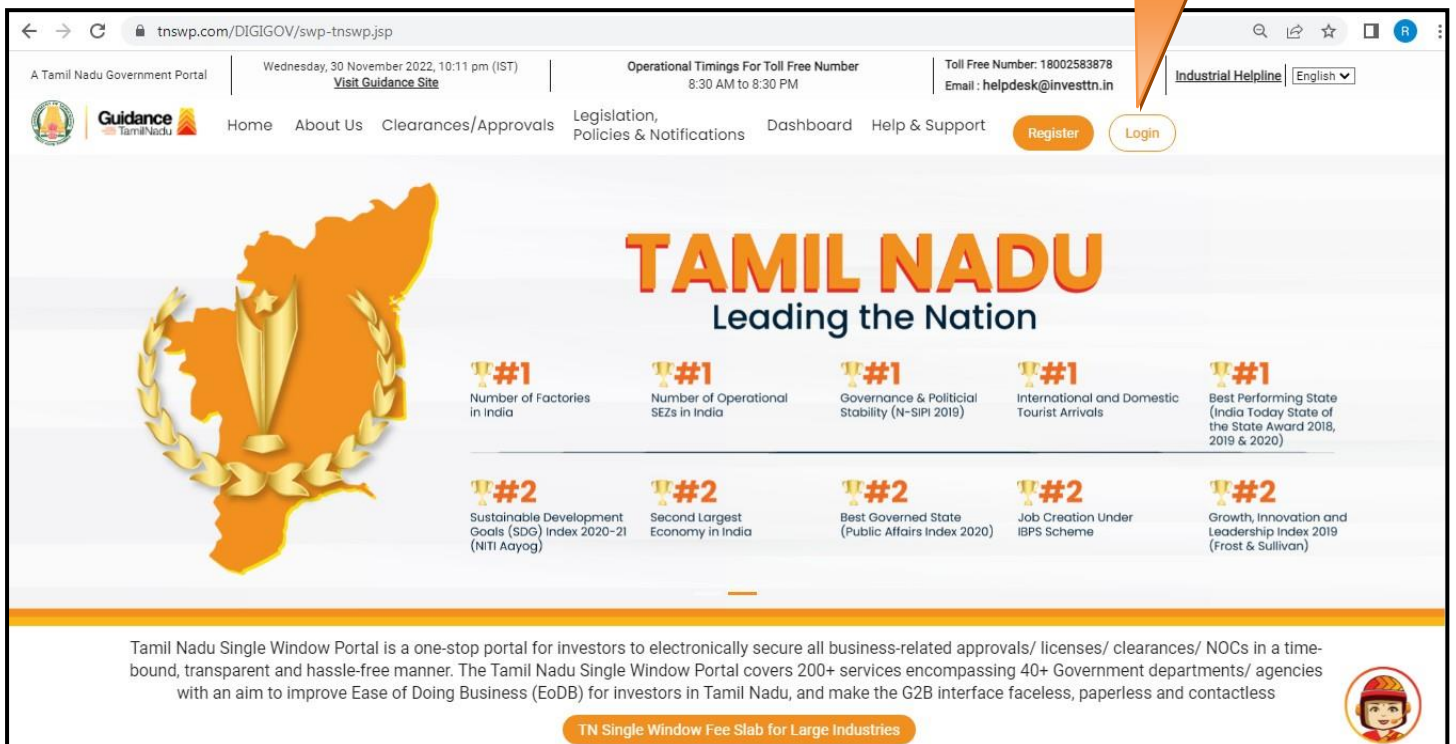 tnswp.com/DIGIGOV/swp-tnswp.jsp
R
A Tamil Nadu Government Portal
Wednesday, 30 November 2022, 10:11 pm (IST)
Visit Guidance Site
Operational Timings For Toll Free Number
8:30 AM to 8:30 PM
Toll Free Number: 18002583878
Email : helpdesk@investtn.in
Industrial Helpline
English
Guidance
TamilNadu
Home
About Us
Clearances/Approvals
Legislation,
Policies & Notifications
Dashboard
Help & Support
Register
Login
TAMIL NADU
Leading the Nation
#1
Number of Factories
in India
#1
Number of Operational
SEZs in India
#1
Governance & Politicial
Stability (N-SIPI 2019)
#1
International and Domestic
Tourist Arrivals
#1
Best Performing State
(India Today State of
the State Award 2018,
2019 & 2020)
#2
Sustainable Development
Goals (SDG) Index 2020-21
(NITI Aayog)
#2
Second Largest
Economy in India
#2
Best Governed State
(Public Affairs Index 2020)
#2
Job Creation Under
IBPS Scheme
#2
Growth, Innovation and
Leadership Index 2019
(Frost & Sullivan)
Tamil Nadu Single Window Portal is a one-stop portal for investors to electronically secure all business-related approvals/ licenses/ clearances/ NOCs in a time-
bound, transparent and hassle-free manner. The Tamil Nadu Single Window Portal covers 200+ services encompassing 40+ Government departments/ agencies
with an aim to improve Ease of Doing Business (EoDB) for investors in Tamil Nadu, and make the G2B interface faceless, paperless and contactless
TN Single Window Fee Slab for Large Industries